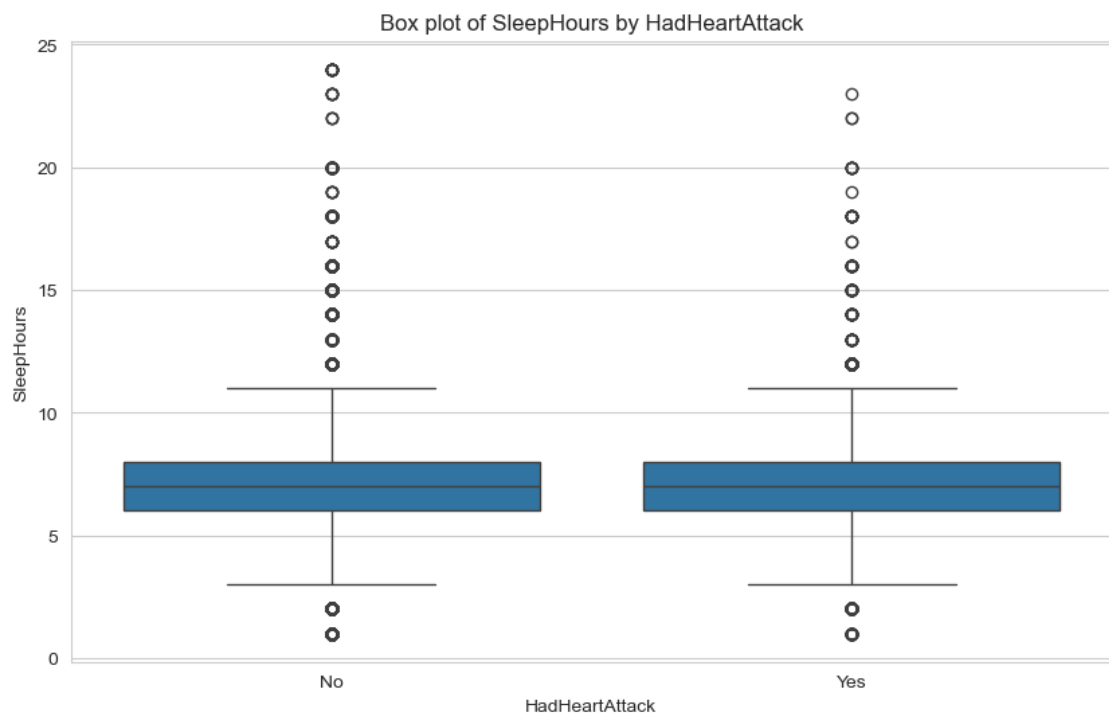 Box plot of SleepHours by HadHeartAttack
25
20
15
10
5
0
SleepHours
No
Yes
HadHeartAttack